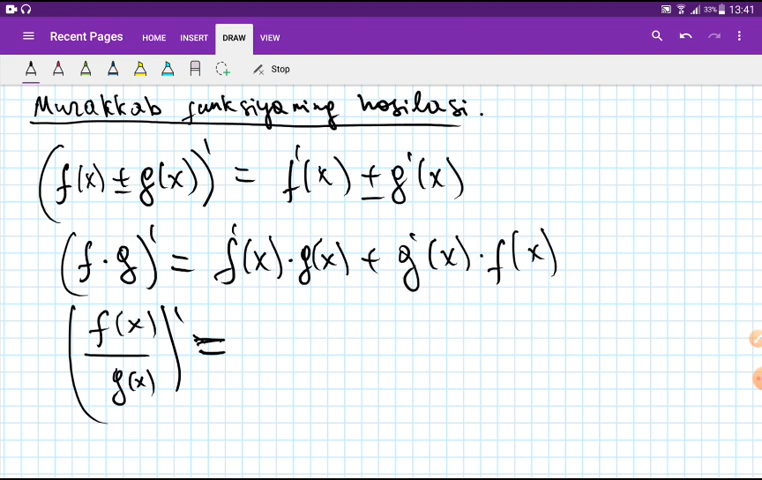 33% 13:41
Recent Pages HOME INSERT DRAW VIEW
Stop
Murakkab funksiyaning hosilasi.
(f(x) ± g(x))' = f'(x) ± g'(x)
(f · g)' = f'(x) · g(x) + g'(x) · f(x)
(f(x)
g(x))' =